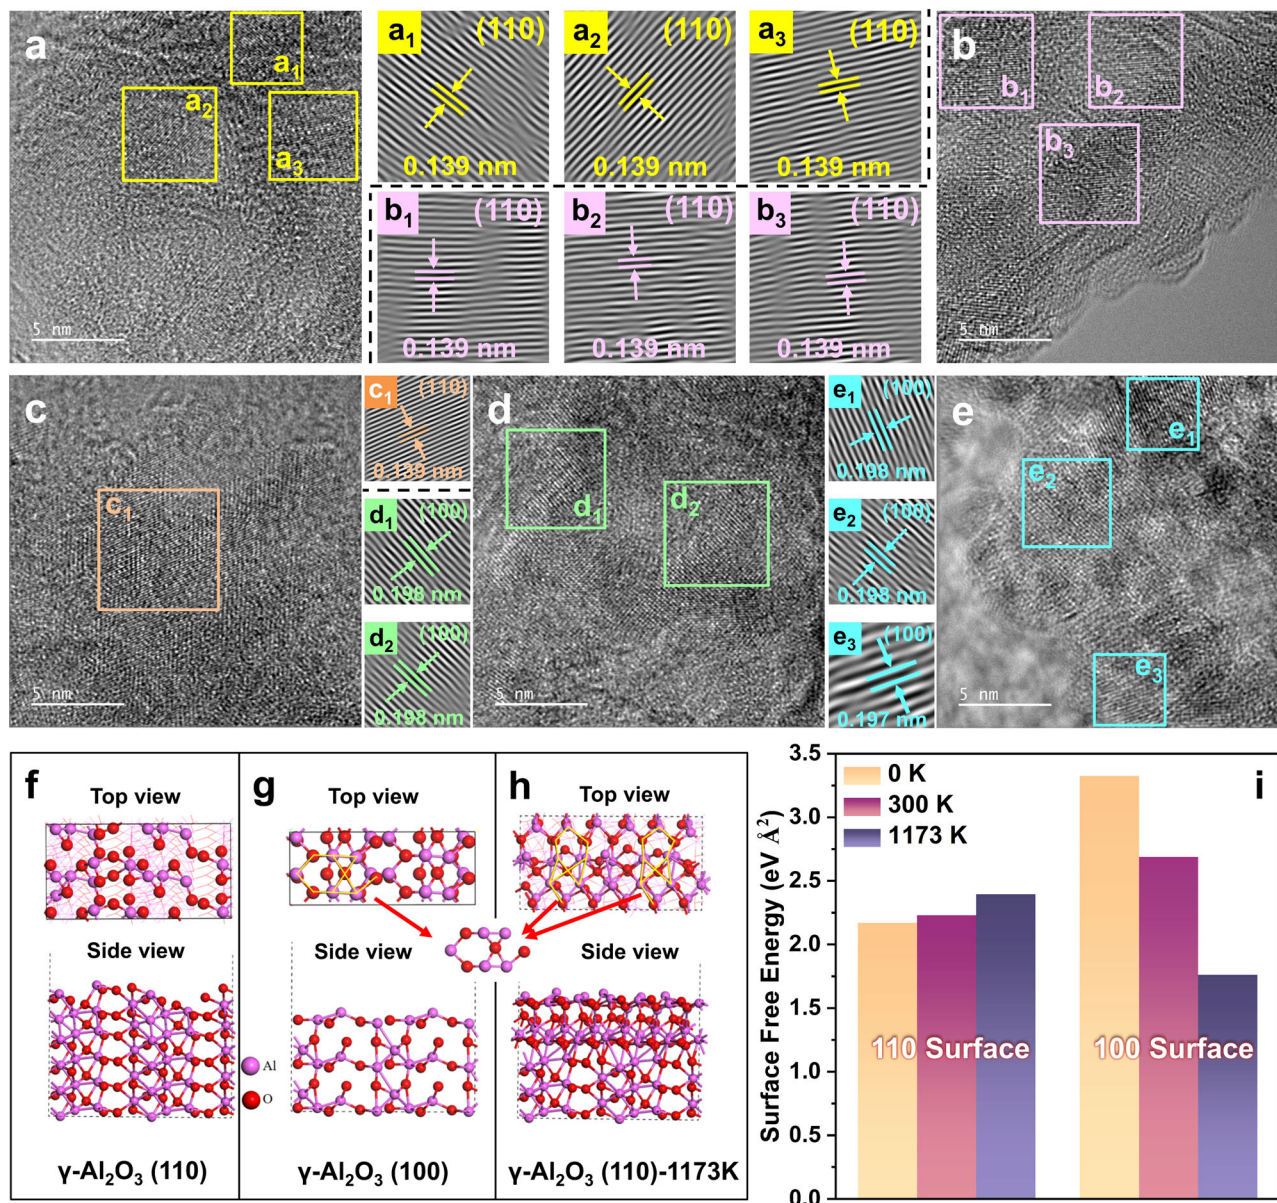 a
a₁
a₂
a₃
5 nm
a₁
(110)
0.139 nm
a₂
(110)
0.139 nm
a₃
(110)
0.139 nm
b₁
(110)
0.139 nm
b₂
(110)
0.139 nm
b₃
(110)
0.139 nm
b
b₁
b₂
b₃
5 nm
c
c₁
5 nm
c₁
(110)
0.139 nm
d₁
(100)
0.198 nm
d₂
(100)
0.198 nm
d
d₁
d₂
5 nm
e₁
(100)
0.198 nm
e₂
(100)
0.198 nm
e₃
(100)
0.197 nm
e
e₁
e₂
e₃
5 nm
f
Top view
Side view
Al
O
γ-Al₂O₃ (110)
g
Top view
Side view
γ-Al₂O₃ (100)
h
Top view
Side view
γ-Al₂O₃ (110)-1173K
i
Surface Free Energy (eV Å²)
3.5
3.0
2.5
2.0
1.5
1.0
0.5
0.0
0 K
300 K
1173 K
110 Surface
100 Surface